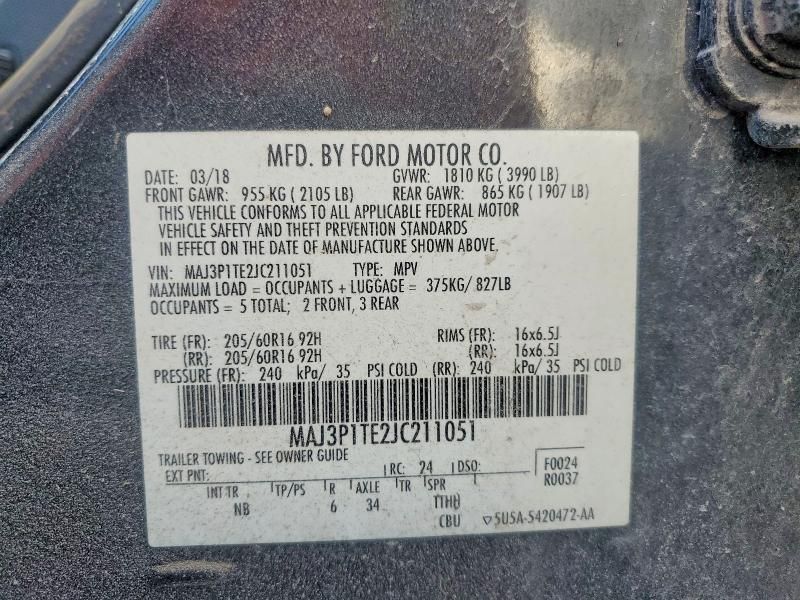 MFD. BY FORD MOTOR CO.
DATE: 03/18 GVWR: 1810 KG ( 3990 LB)
FRONT GAWR: 955 KG ( 2105 LB) REAR GAWR: 865 KG ( 1907 LB)
THIS VEHICLE CONFORMS TO ALL APPLICABLE FEDERAL MOTOR
VEHICLE SAFETY AND THEFT PREVENTION STANDARDS
IN EFFECT ON THE DATE OF MANUFACTURE SHOWN ABOVE.
VIN: MAJ3P1TE2JC211051 TYPE: MPV
MAXIMUM LOAD = OCCUPANTS + LUGGAGE = 375KG/ 827LB
OCCUPANTS = 5 TOTAL; 2 FRONT, 3 REAR
TIRE (FR): 205/60R16 92H RIMS (FR): 16x6.5J
(RR): 205/60R16 92H (RR): 16x6.5J
PRESSURE (FR): 240 kPa/ 35 PSI COLD (RR): 240 kPa/ 35 PSI COLD
MAJ3P1TE2JC211051
TRAILER TOWING - SEE OWNER GUIDE
EXT PNT: RC: 24 DSO: F0024
R0037
INT TR TP/PS R AXLE TR SPR
NB 6 34 TTHB
CBU 5U5A-5420472-AA